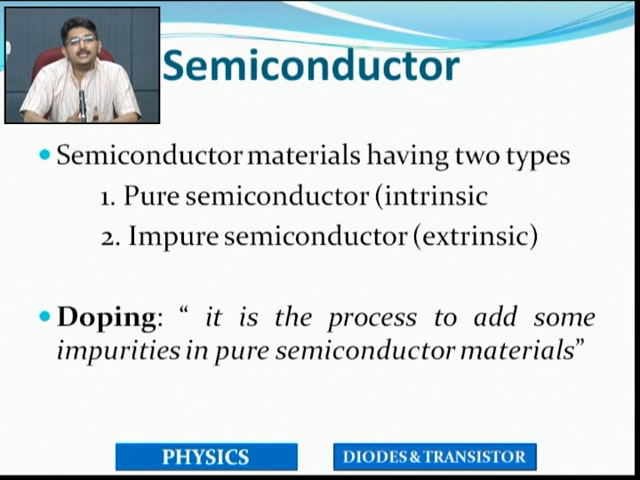 Semiconductor
Semiconductor materials having two types
1. Pure semiconductor (intrinsic
2. Impure semiconductor (extrinsic)
Doping: “ it is the process to add some
impurities in pure semiconductor materials”
PHYSICS
DIODES & TRANSISTOR